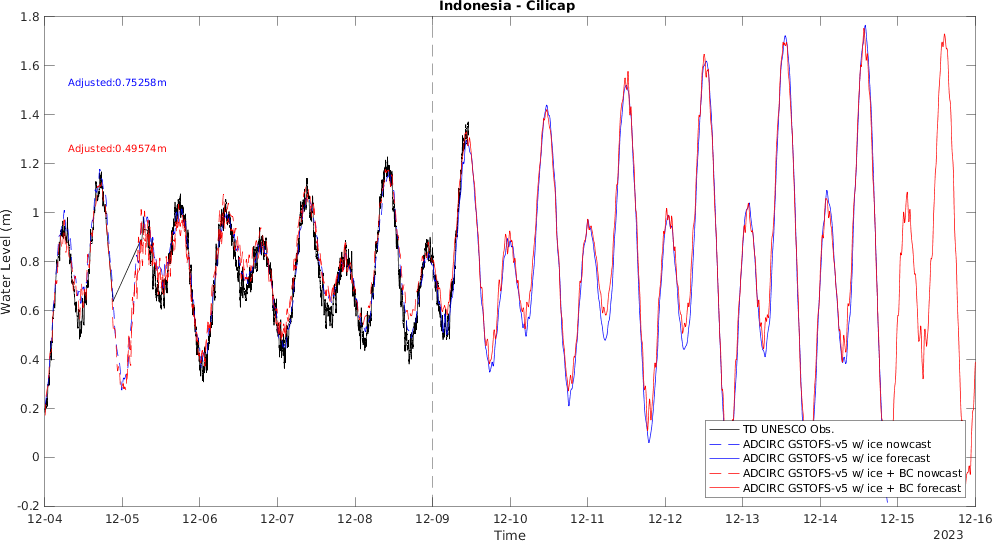 Indonesia - Cilicap
Water Level (m)
1.8
1.6
1.4
1.2
1
0.8
0.6
0.4
0.2
0
-0.2
Adjusted:0.75258m
Adjusted:0.49574m
TD UNESCO Obs.
ADCIRC GSTOFS-v5 w/ ice nowcast
ADCIRC GSTOFS-v5 w/ ice forecast
ADCIRC GSTOFS-v5 w/ ice + BC nowcast
ADCIRC GSTOFS-v5 w/ ice + BC forecast
12-04 12-05 12-06 12-07 12-08 12-09 12-10 12-11 12-12 12-13 12-14 12-15 12-16
Time
2023